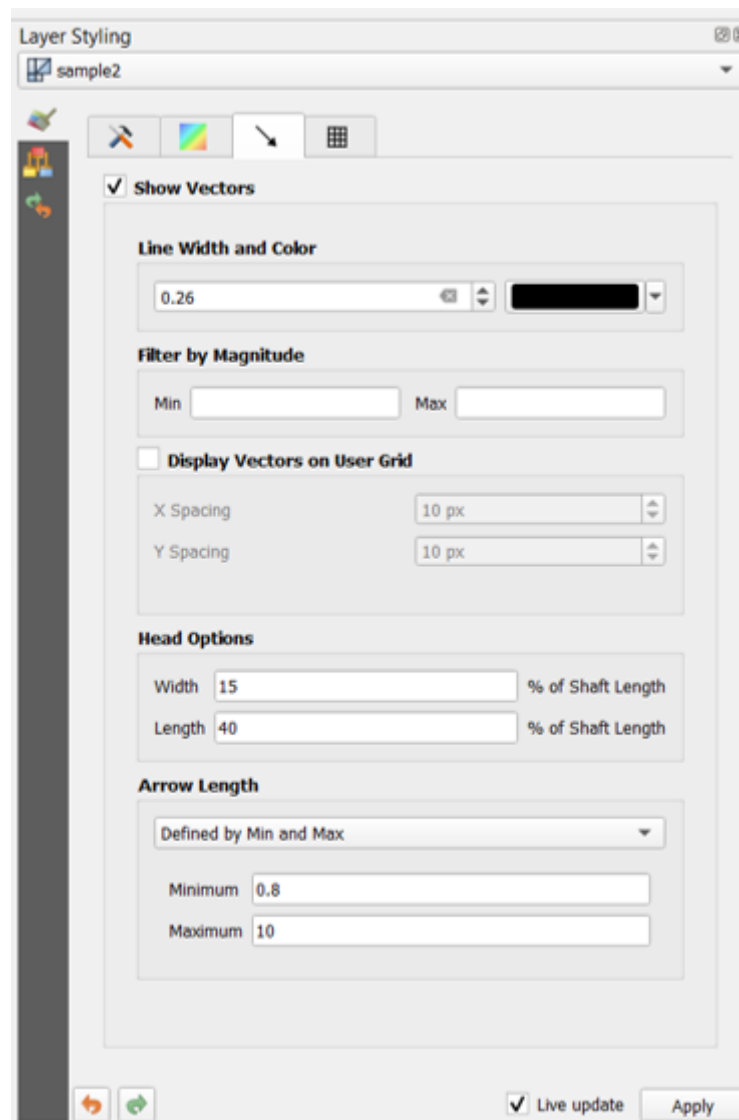 Layer Styling
sample2
Show Vectors
Line Width and Color
0.26
Filter by Magnitude
Min Max
Display Vectors on User Grid
X Spacing 10 px
Y Spacing 10 px
Head Options
Width 15 % of Shaft Length
Length 40 % of Shaft Length
Arrow Length
Defined by Min and Max
Minimum 0.8
Maximum 10
Live update Apply